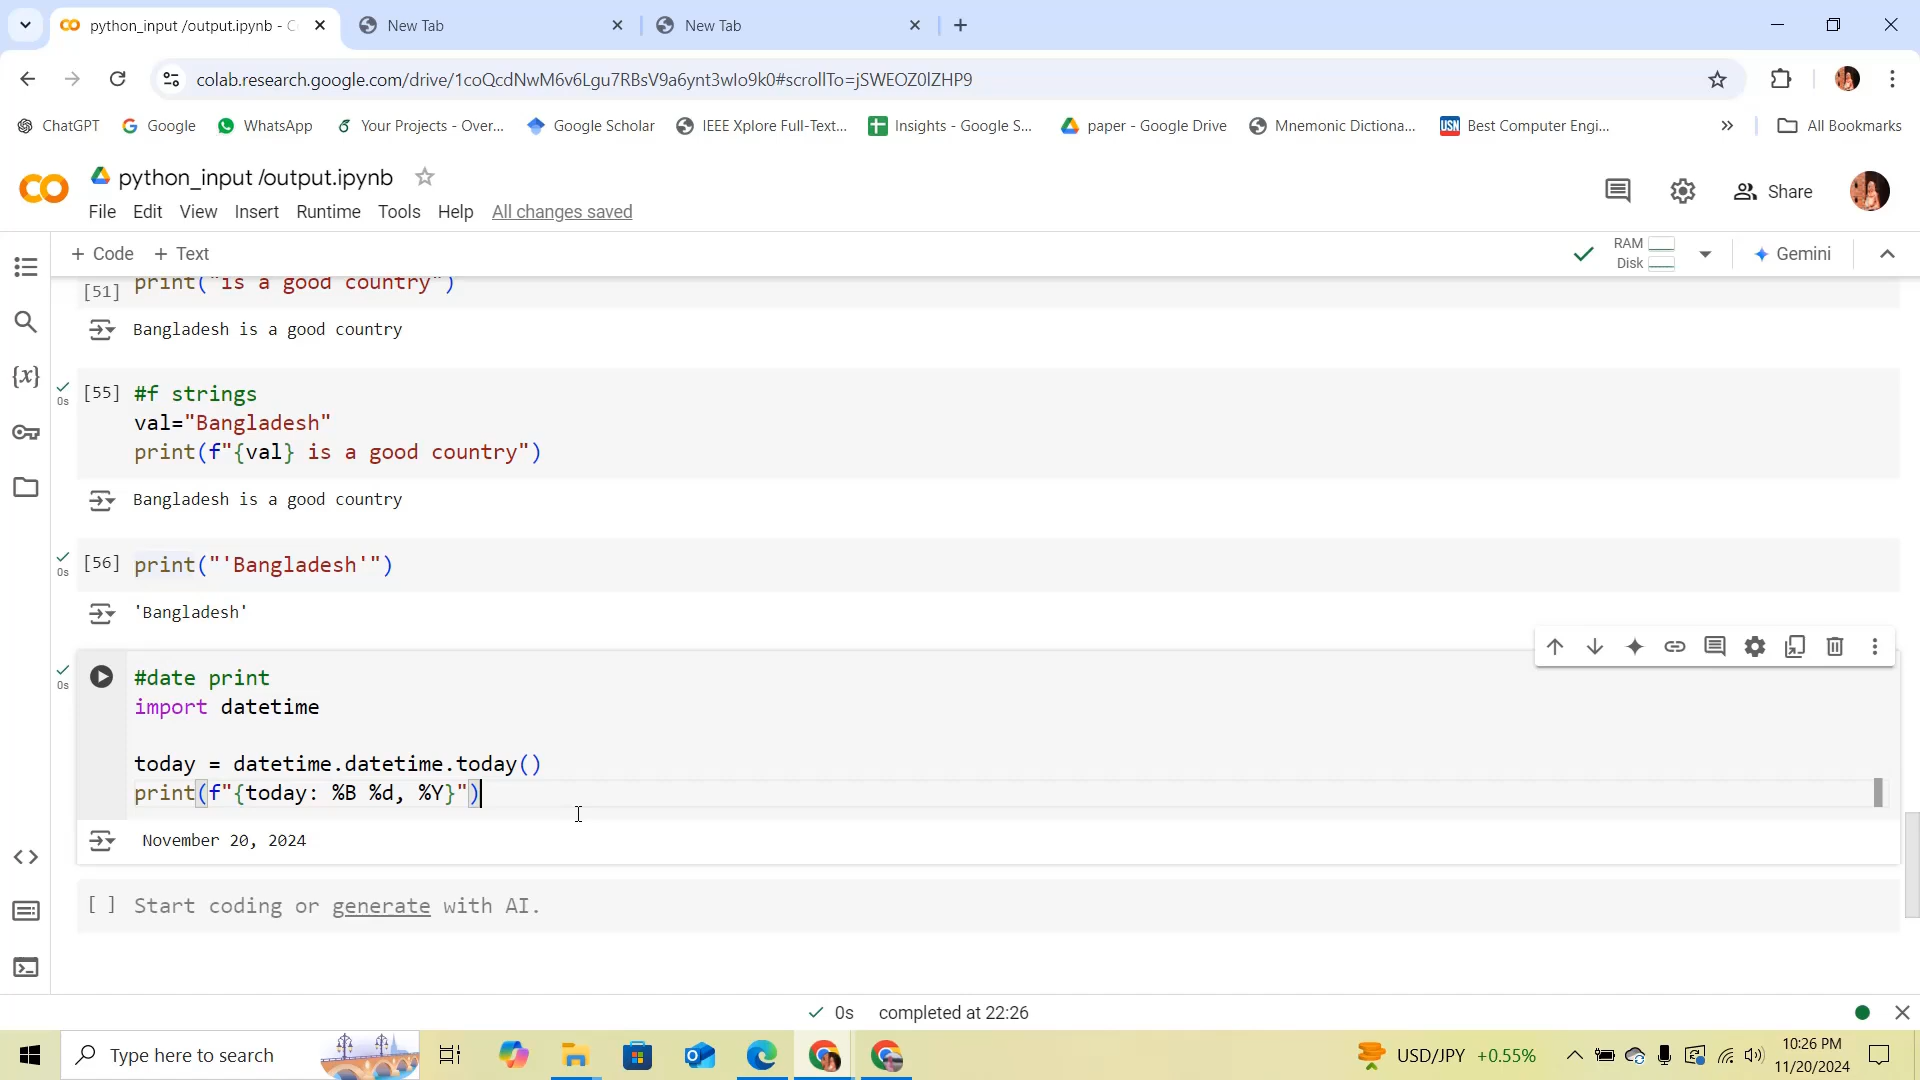 python_input /output.ipynb - C
New Tab
New Tab
colab.research.google.com/drive/1coQcdNwM6v6Lgu7RBsV9a6ynt3wIo9k0#scrollTo=jSWEOZ0lZHP9
ChatGPT
Google
WhatsApp
Your Projects - Over...
Google Scholar
IEEE Xplore Full-Text...
Insights - Google S...
paper - Google Drive
Mnemonic Dictiona...
USN Best Computer Engi...
All Bookmarks
python_input /output.ipynb
Share
File Edit View Insert Runtime Tools Help All changes saved
+ Code + Text
RAM
Disk
Gemini
[51] print("is a good country")
Bangladesh is a good country
[55] #f strings
0s
val="Bangladesh"
print(f"{val} is a good country")
Bangladesh is a good country
[56] print("'Bangladesh'")
0s
'Bangladesh'
#date print
0s
import datetime
today = datetime.datetime.today()
print(f"{today: %B %d, %Y}")
November 20, 2024
[ ] Start coding or generate with AI.
0s completed at 22:26
Type here to search
USD/JPY +0.55%
10:26 PM
11/20/2024